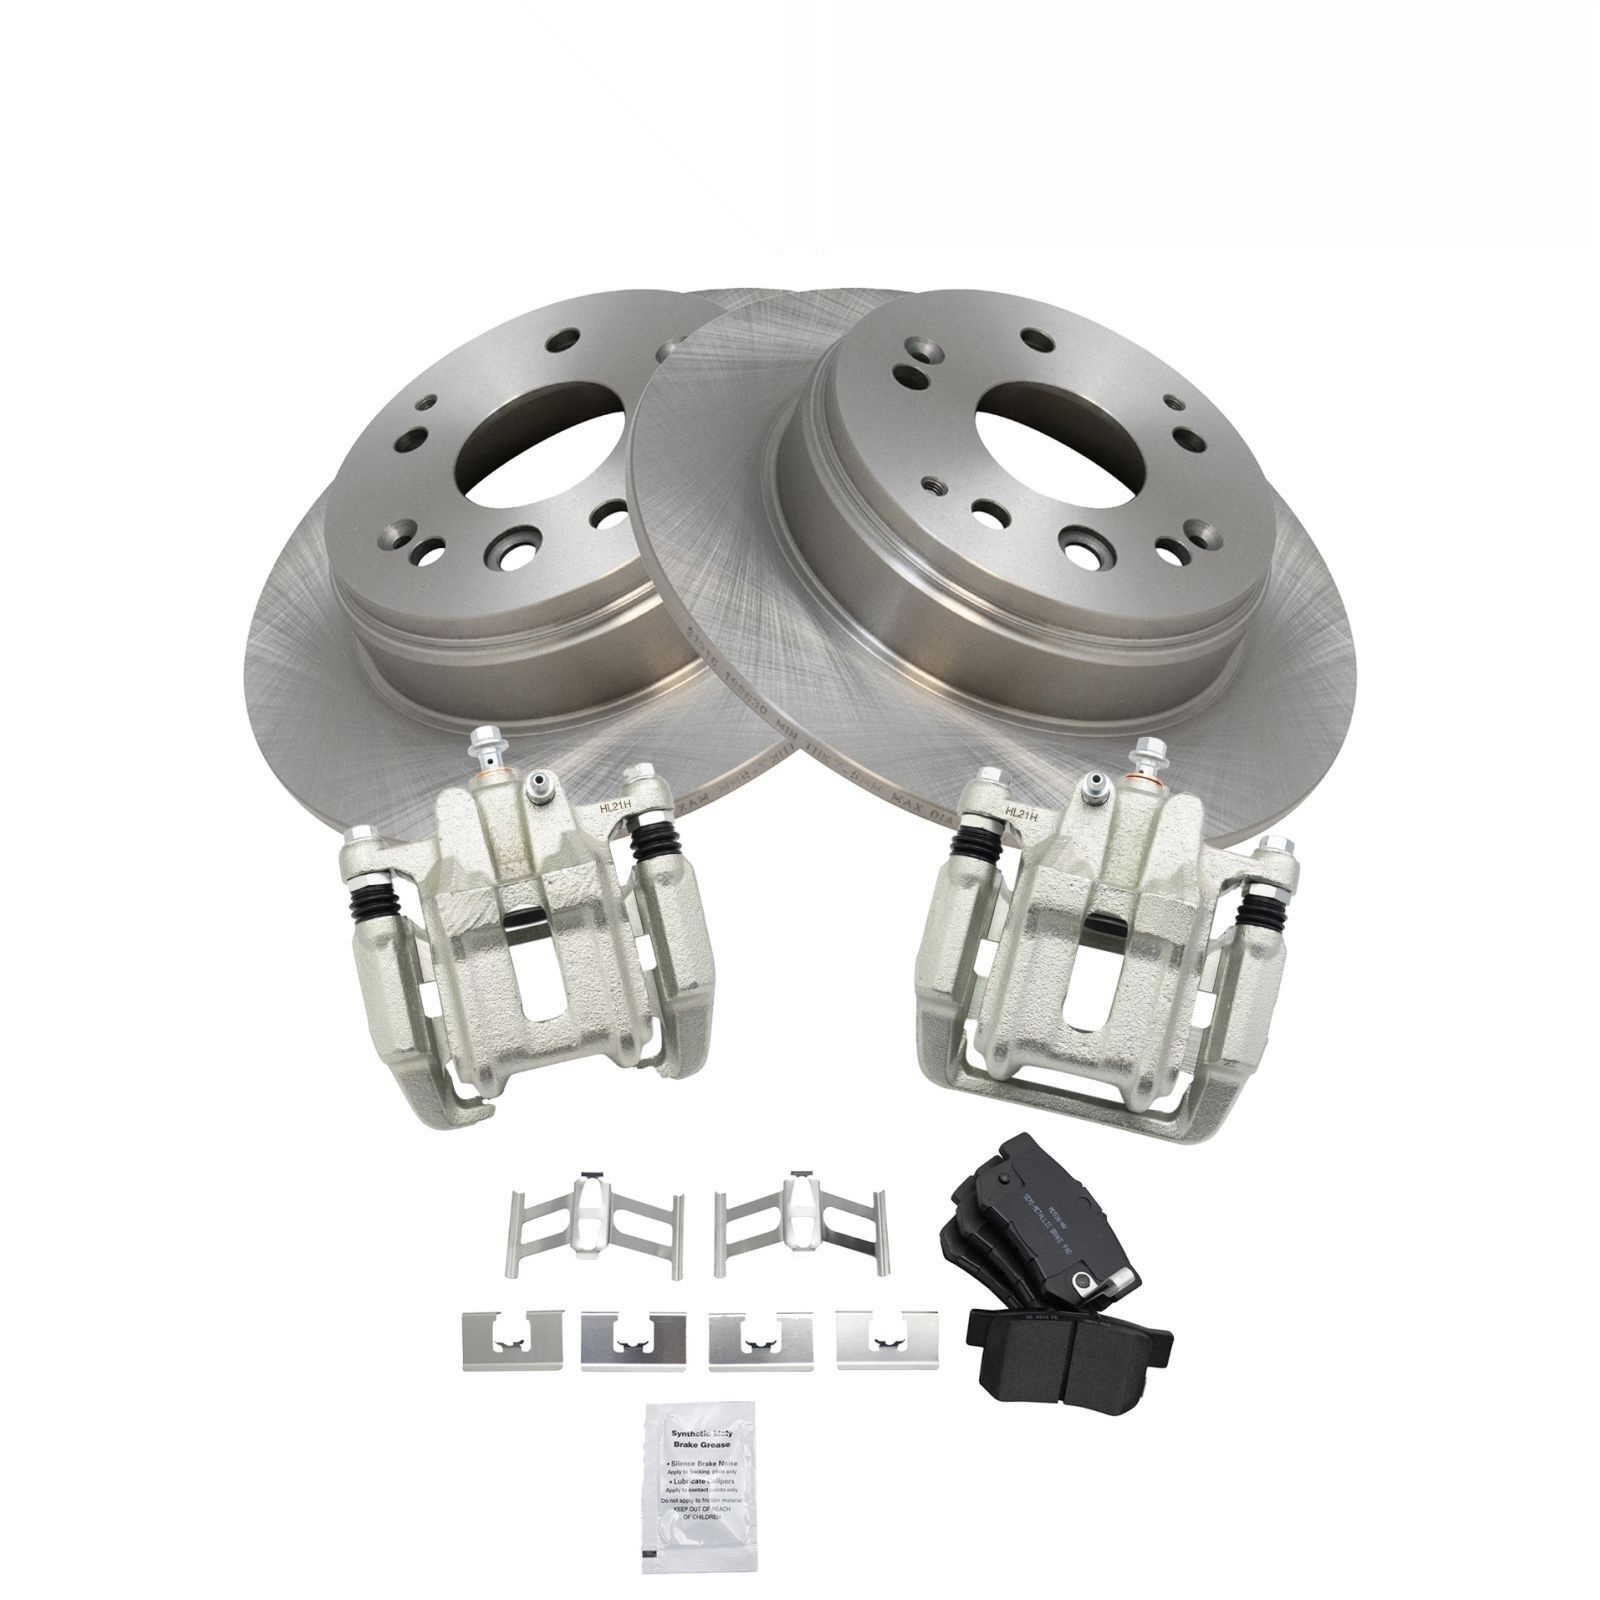 MIN THK
MAX DIA
HL21H
HL21H
SEMI-METALLIC BRAKE PAD
Synthetic Moly
Brake Grease
• Silence Brake Noise
Apply to backing plate only
• Lubricate Calipers
Apply to contact points only
Do not apply to friction material
KEEP OUT OF REACH
OF CHILDREN